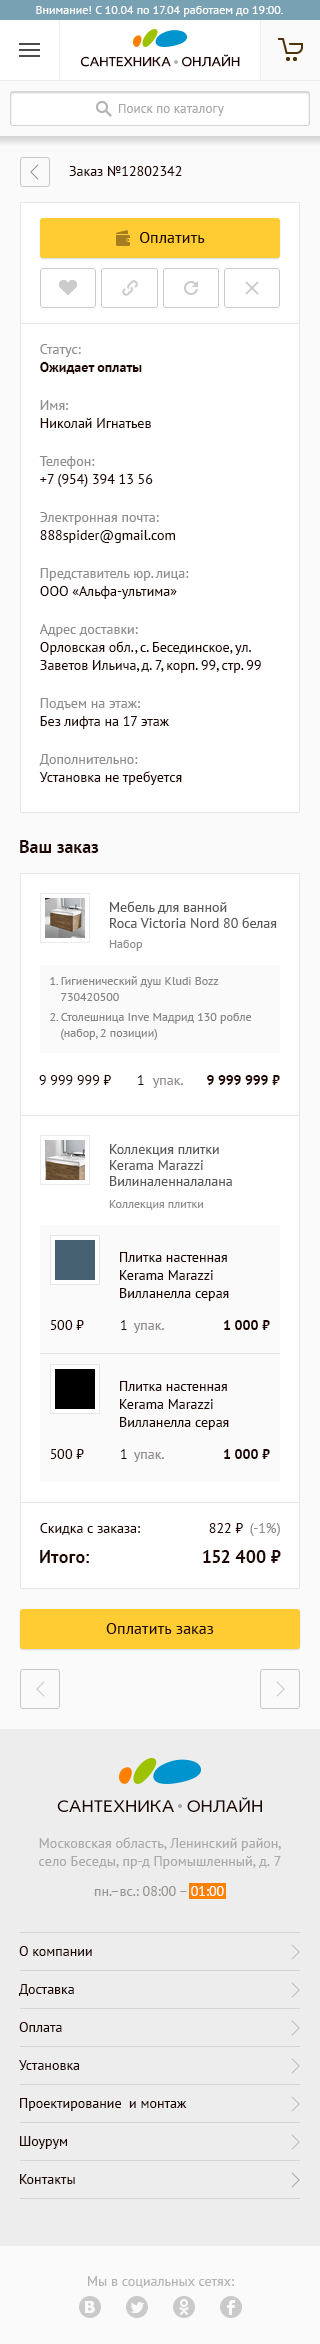 Внимание! С 10.04 по 17.04 работаем до 19:00.
САНТЕХНИКА • ОНЛАЙН
Поиск по каталогу
Заказ №12802342
Оплатить
Статус:
Ожидает оплаты
Имя:
Николай Игнатьев
Телефон:
+7 (954) 394 13 56
Электронная почта:
888spider@gmail.com
Представитель юр. лица:
ООО «Альфа-ультима»
Адрес доставки:
Орловская обл., с. Бесединское, ул.
Заветов Ильича, д. 7, корп. 99, стр. 99
Подъем на этаж:
Без лифта на 17 этаж
Дополнительно:
Установка не требуется
Ваш заказ
Мебель для ванной
Roca Victoria Nord 80 белая
Набор
1. Гигиенический душ Kludi Bozz
730420500
2. Столешница Inve Мадрид 130 робле
(набор, 2 позиции)
9 999 999 ₽ 1 упак. 9 999 999 ₽
Коллекция плитки
Kerama Marazzi
Вилиналенналалана
Коллекция плитки
Плитка настенная
Kerama Marazzi
Вилланелла серая
500 ₽ 1 упак. 1 000 ₽
Плитка настенная
Kerama Marazzi
Вилланелла серая
500 ₽ 1 упак. 1 000 ₽
Скидка с заказа: 822 ₽ (-1%)
Итого: 152 400 ₽
Оплатить заказ
САНТЕХНИКА • ОНЛАЙН
Московская область, Ленинский район,
село Беседы, пр-д Промышленный, д. 7
пн.–вс.: 08:00 – 01:00
О компании
Доставка
Оплата
Установка
Проектирование и монтаж
Шоурум
Контакты
Мы в социальных сетях: